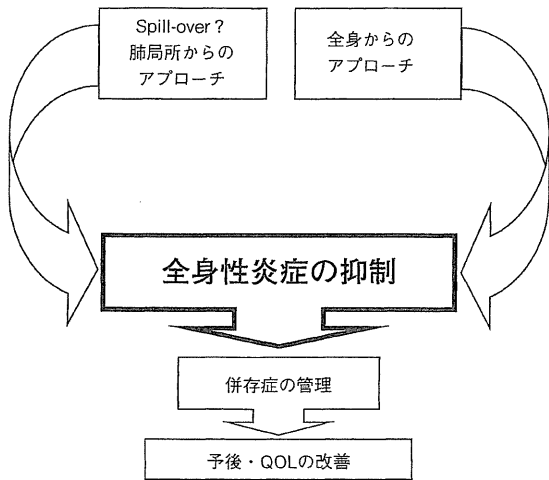 Spill-over?
肺局所からの
アプローチ
全身からの
アプローチ
全身性炎症の抑制
併存症の管理
予後・QOLの改善